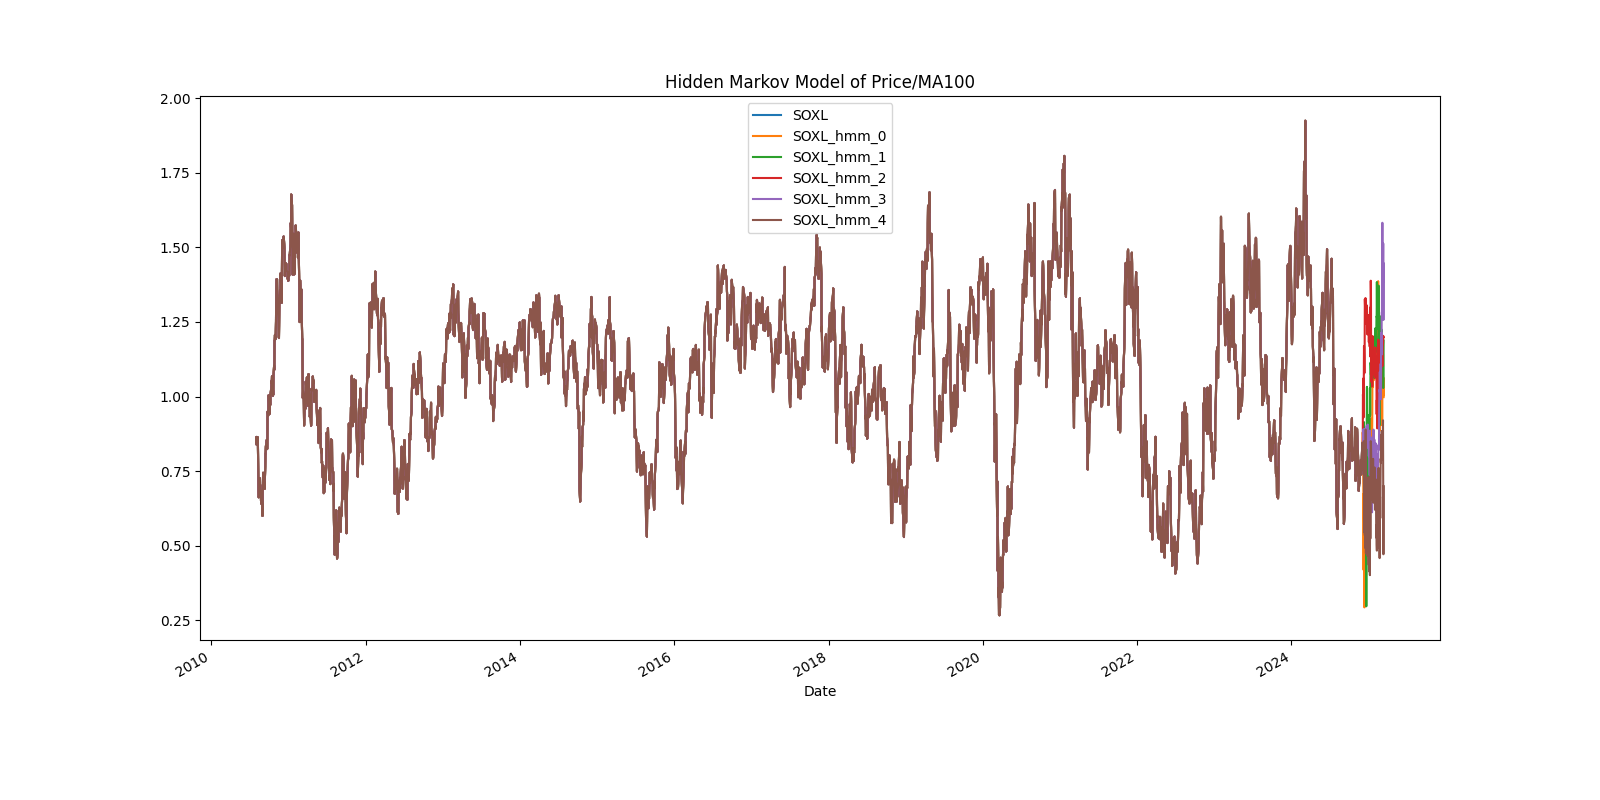 Hidden Markov Model of Price/MA100
2.00
1.75
1.50
1.25
1.00
0.75
0.50
0.25
SOXL
SOXL_hmm_0
SOXL_hmm_1
SOXL_hmm_2
SOXL_hmm_3
SOXL_hmm_4
2010 2012 2014 2016 2018 2020 2022 2024
Date